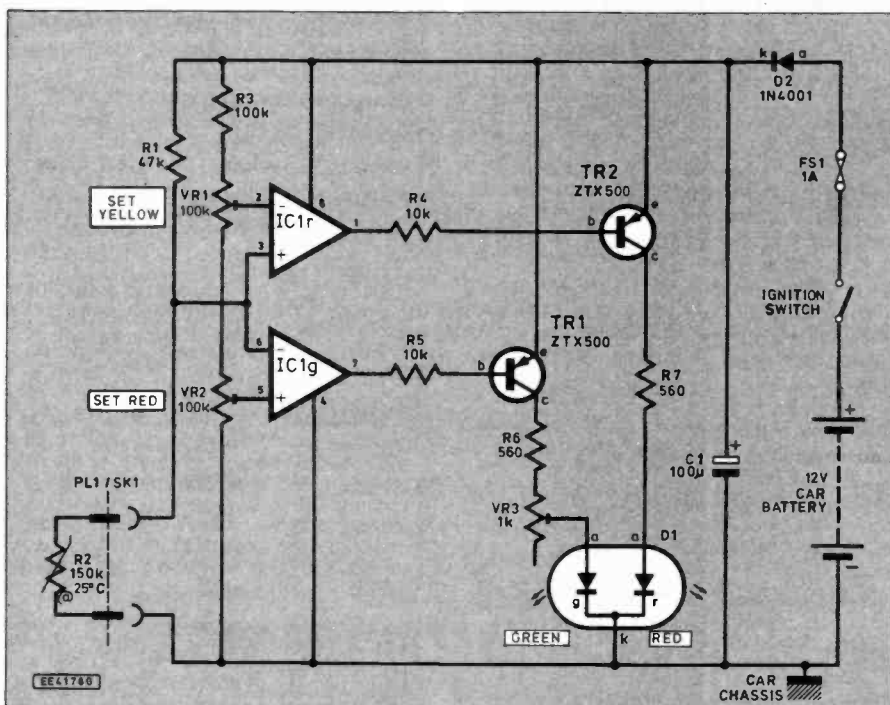 R3
100k
R1
47k
SET
YELLOW
VR1
100k
2
3
−
+
IC1r
8
1
R4
10k
TR2
ZTX500
b
e
c
k
a
D2
1N4001
FS1
1A
IGNITION
SWITCH
TR1
ZTX500
6
5
−
+
IC1g
7
4
R5
10k
b
e
c
SET RED
VR2
100k
R7
560
R6
560
VR3
1k
C1
100µ
+
12V
CAR
BATTERY
+
−
PL1 / SK1
R2
150k
@
25°C
a
a
D1
g
r
k
GREEN
RED
CAR
CHASSIS
EE4178G